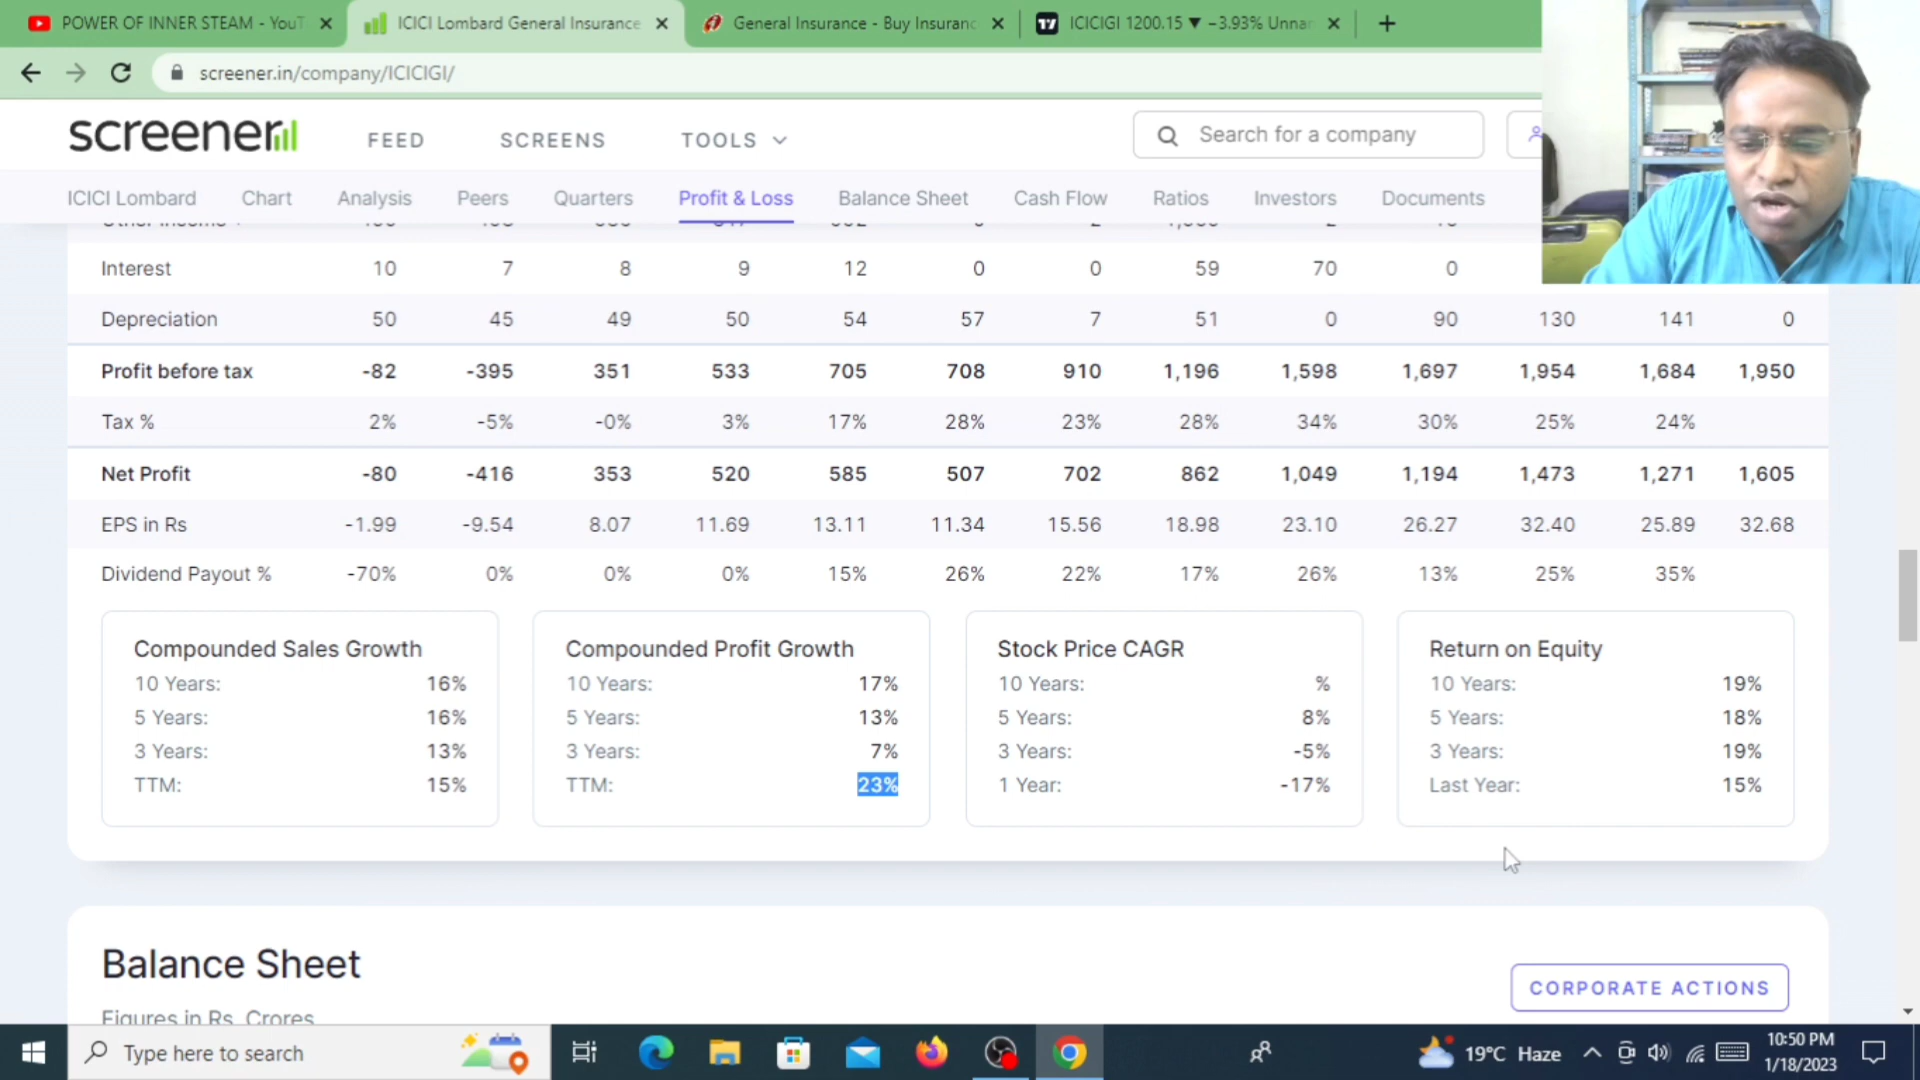 POWER OF INNER STEAM - YouT
ICICI Lombard General Insurance
General Insurance - Buy Insuranc
ICICIGI 1200.15 ▼ −3.93% Unnar
screener.in/company/ICICIGI/
screener
FEED SCREENS TOOLS
Search for a company
ICICI Lombard Chart Analysis Peers Quarters Profit & Loss Balance Sheet Cash Flow Ratios Investors Documents
Interest 10 7 8 9 12 0 0 59 70 0
Depreciation 50 45 49 50 54 57 7 51 0 90 130 141 0
Profit before tax -82 -395 351 533 705 708 910 1,196 1,598 1,697 1,954 1,684 1,950
Tax % 2% -5% -0% 3% 17% 28% 23% 28% 34% 30% 25% 24%
Net Profit -80 -416 353 520 585 507 702 862 1,049 1,194 1,473 1,271 1,605
EPS in Rs -1.99 -9.54 8.07 11.69 13.11 11.34 15.56 18.98 23.10 26.27 32.40 25.89 32.68
Dividend Payout % -70% 0% 0% 0% 15% 26% 22% 17% 26% 13% 25% 35%
Compounded Sales Growth
10 Years: 16%
5 Years: 16%
3 Years: 13%
TTM: 15%
Compounded Profit Growth
10 Years: 17%
5 Years: 13%
3 Years: 7%
TTM: 23%
Stock Price CAGR
10 Years: %
5 Years: 8%
3 Years: -5%
1 Year: -17%
Return on Equity
10 Years: 19%
5 Years: 18%
3 Years: 19%
Last Year: 15%
Balance Sheet
CORPORATE ACTIONS
Figures in Rs. Crores
Type here to search
19°C Haze
10:50 PM
1/18/2023